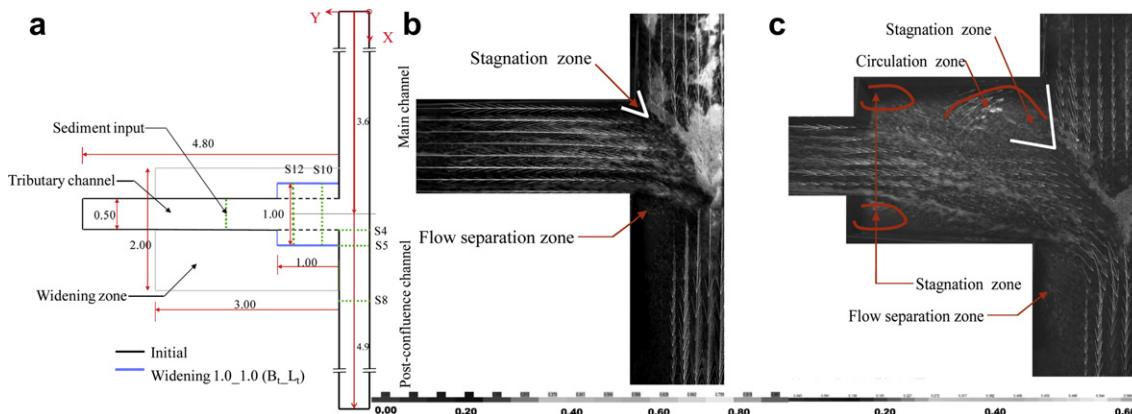 a
Y
X
3.6
Sediment input
4.80
S12
S10
Tributary channel
0.50
1.00
2.00
S4
S5
1.00
Widening zone
S8
3.00
4.9
Initial
Widening 1.0_1.0 (Bt_Lt)
b
Stagnation zone
Main channel
Flow separation zone
Post-confluence channel
c
Stagnation zone
Circulation zone
Stagnation zone
Flow separation zone
0.00 0.20 0.40 0.60 0.80 0.20 0.40